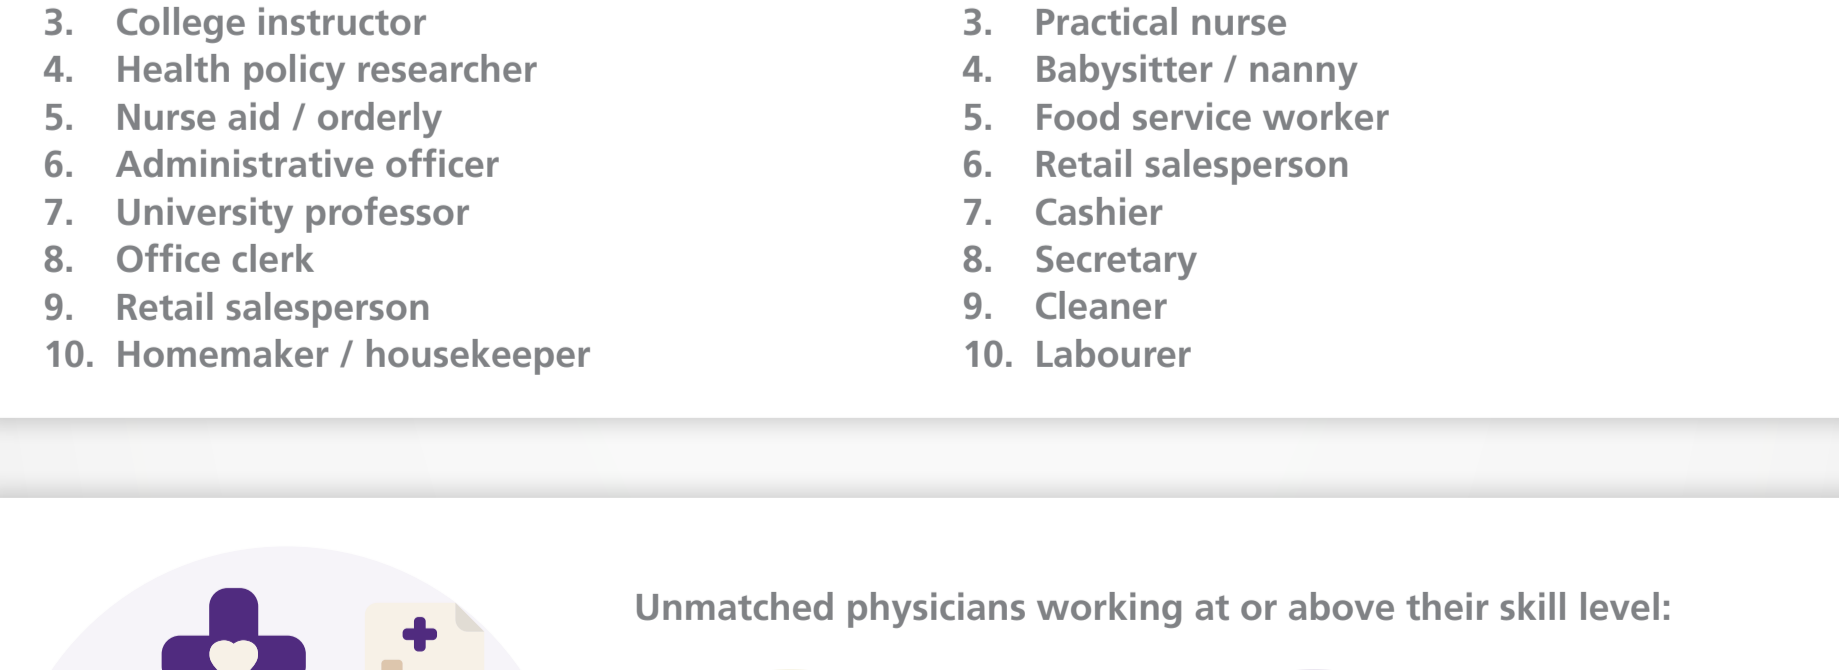 3. College instructor
4. Health policy researcher
5. Nurse aid / orderly
6. Administrative officer
7. University professor
8. Office clerk
9. Retail salesperson
10. Homemaker / housekeeper
3. Practical nurse
4. Babysitter / nanny
5. Food service worker
6. Retail salesperson
7. Cashier
8. Secretary
9. Cleaner
10. Labourer
Unmatched physicians working at or above their skill level: